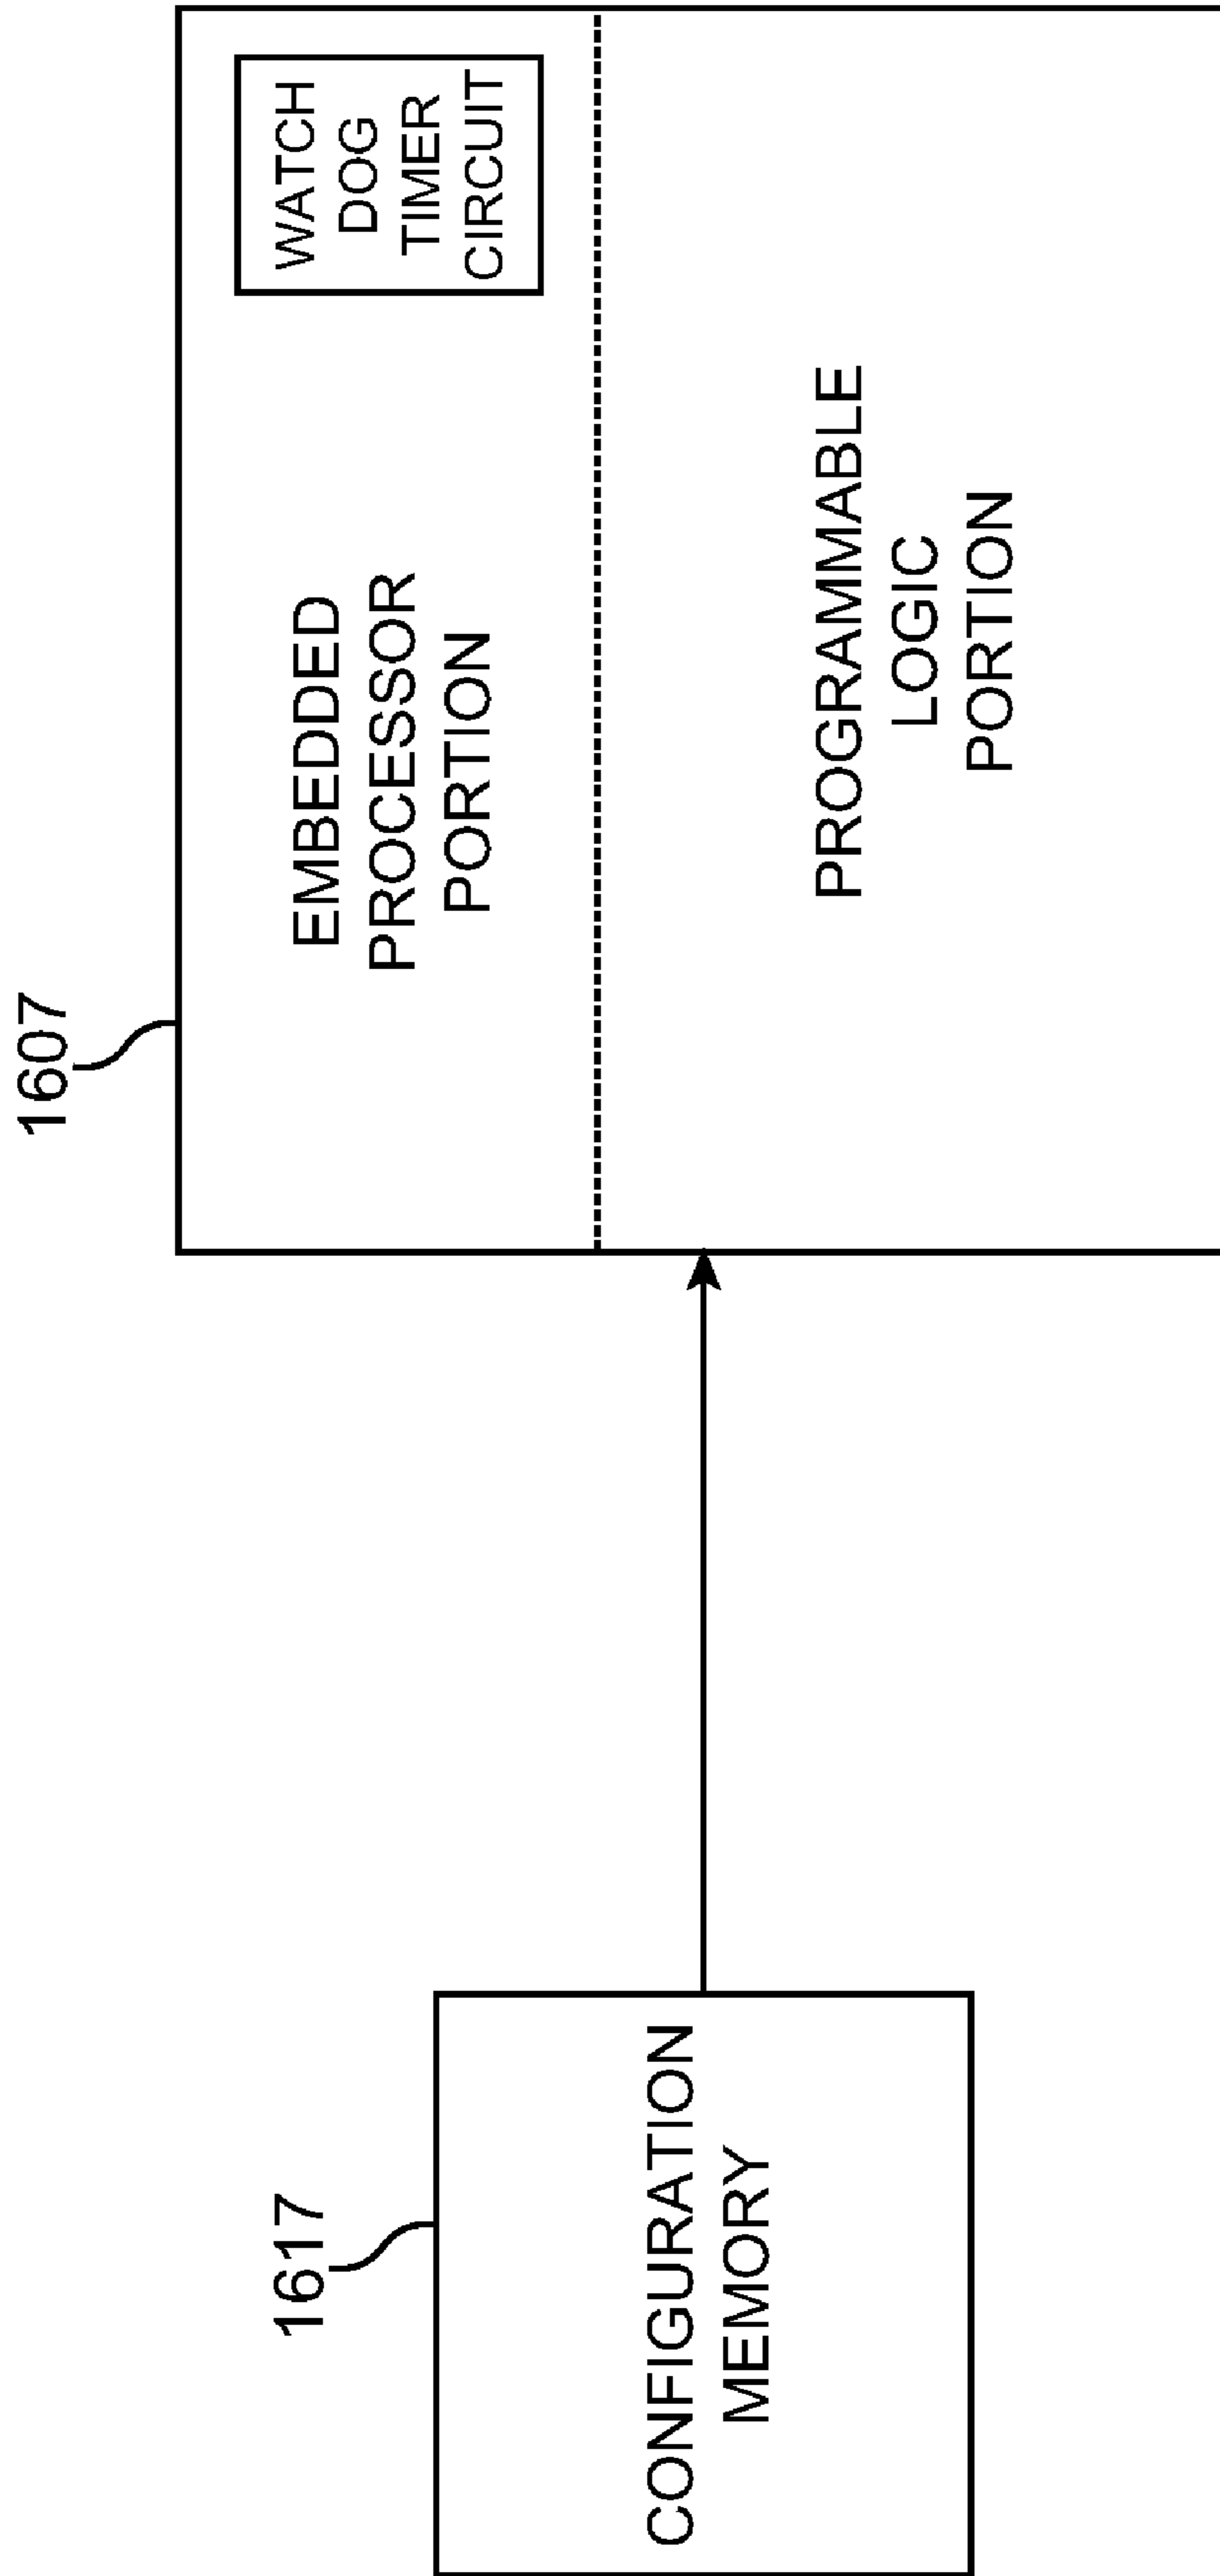 1607
EMBEDDED
PROCESSOR
PORTION
WATCH
DOG
TIMER
CIRCUIT
PROGRAMMABLE
LOGIC
PORTION
1617
CONFIGURATION
MEMORY